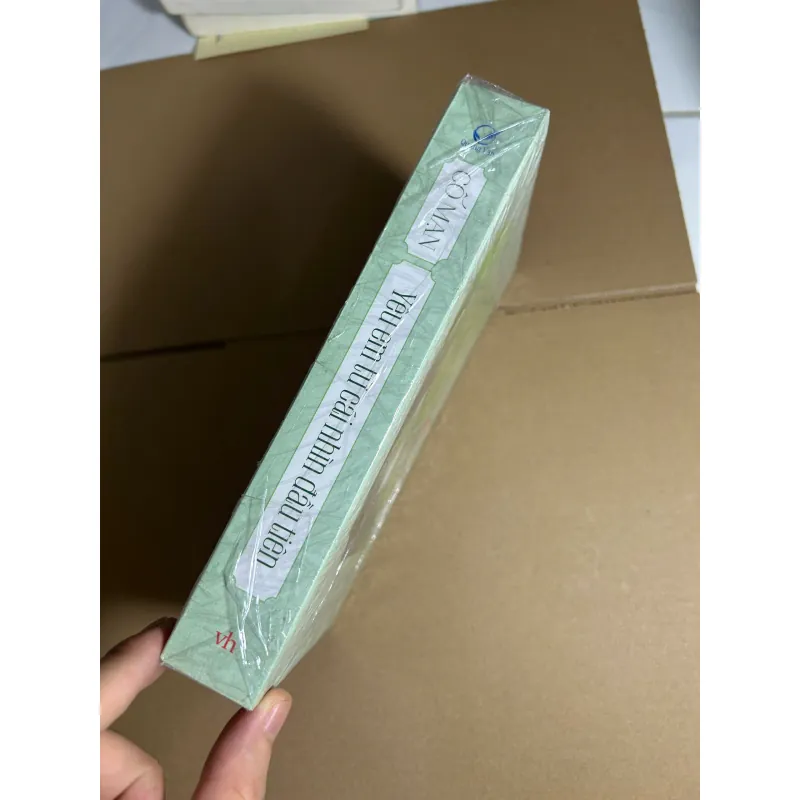 CỐ MẠN
Yêu em từ cái nhìn đầu tiên
vh